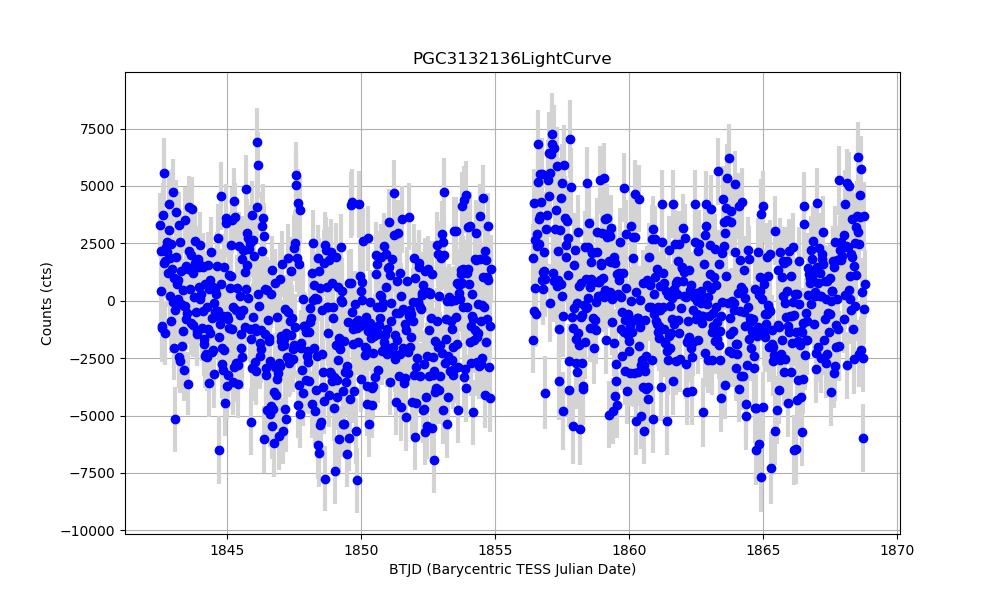 PGC3132136LightCurve
Counts (cts)
7500
5000
2500
0
−2500
−5000
−7500
−10000
1845 1850 1855 1860 1865 1870
BTJD (Barycentric TESS Julian Date)